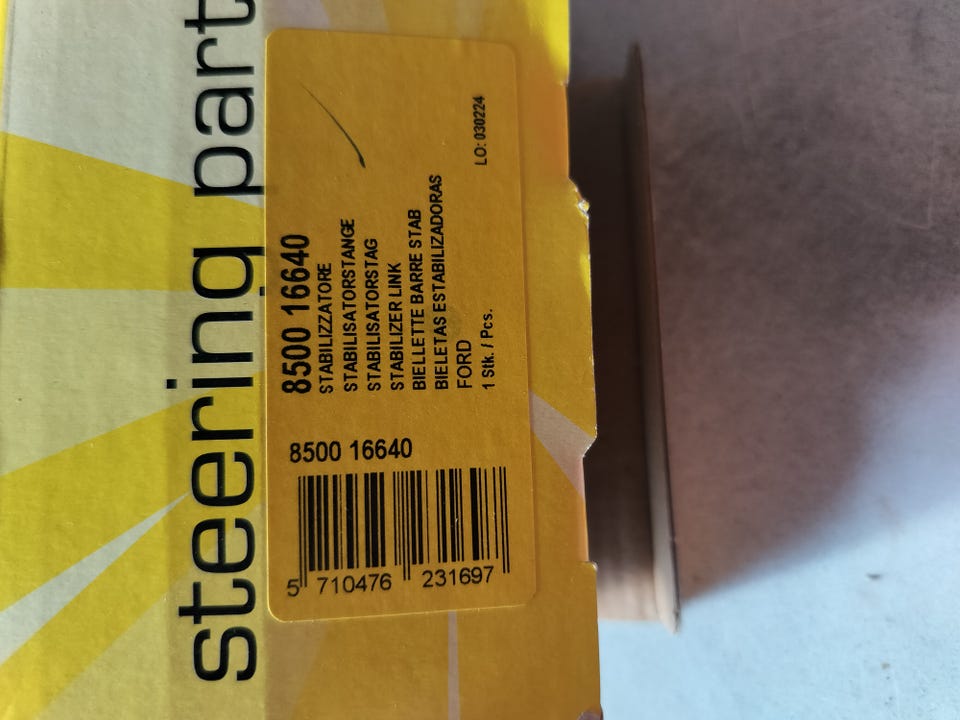 steering part
8500 16640
STABILIZZATORE
STABILISATORSTANGE
STABILISATORSTAG
STABILIZER LINK
BIELLETTE BARRE STAB
BIELETAS ESTABILIZADORAS
FORD
1 Stk. / Pcs.
LO: 030224
8500 16640
5 710476 231697